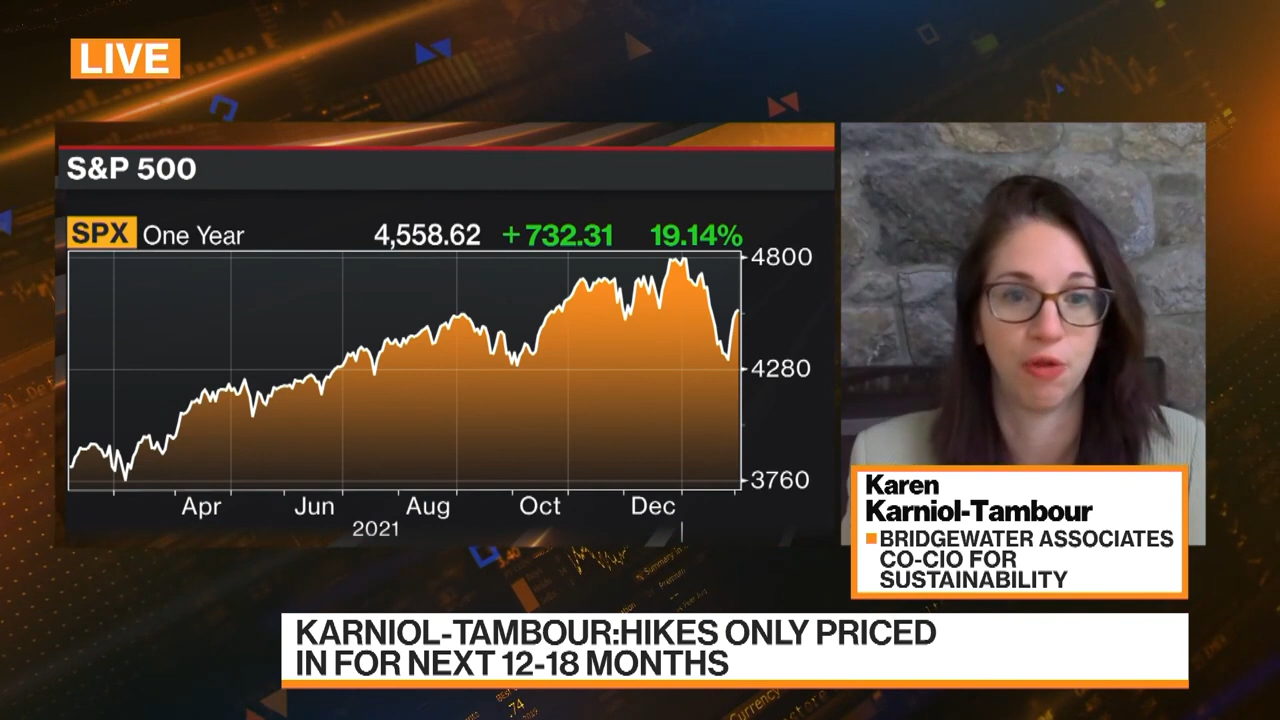 LIVE
S&P 500
SPX One Year 4,558.62 +732.31 19.14%
4800
4280
3760
Apr Jun Aug Oct Dec
2021
Karen
Karniol-Tambour
BRIDGEWATER ASSOCIATES
CO-CIO FOR
SUSTAINABILITY
KARNIOL-TAMBOUR:HIKES ONLY PRICED
IN FOR NEXT 12-18 MONTHS
Currency
.74